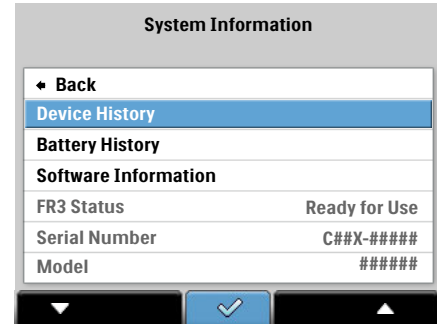 System Information
Back
Device History
Battery History
Software Information
FR3 Status Ready for Use
Serial Number C##X-#####
Model ######